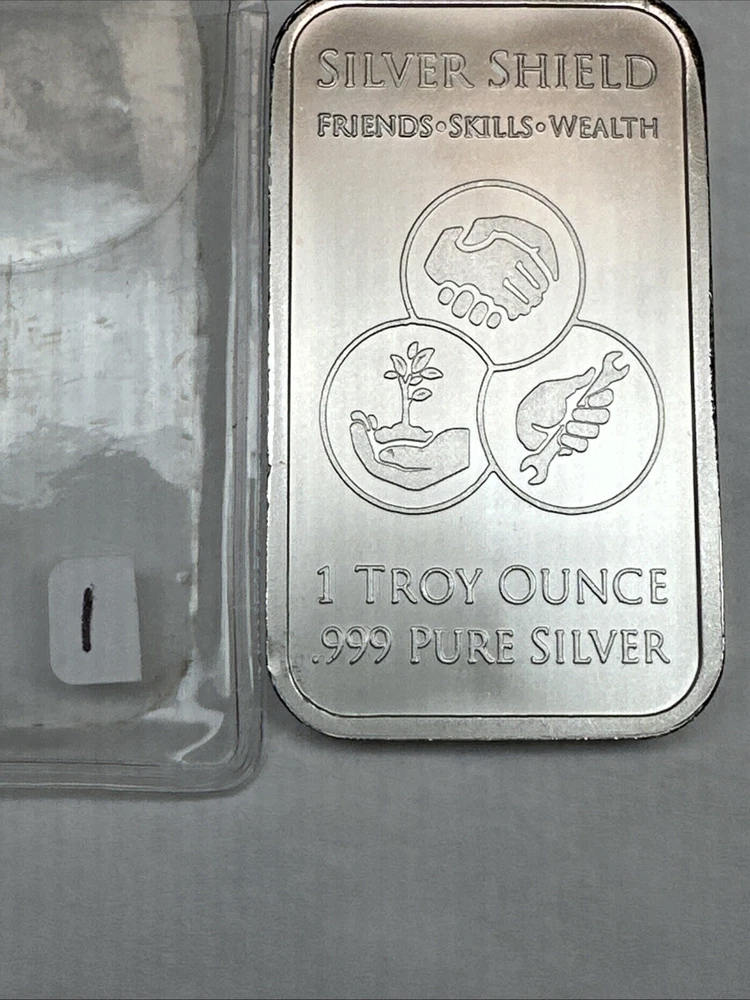 SILVER SHIELD
FRIENDS•SKILLS•WEALTH
1 TROY OUNCE
.999 PURE SILVER
1